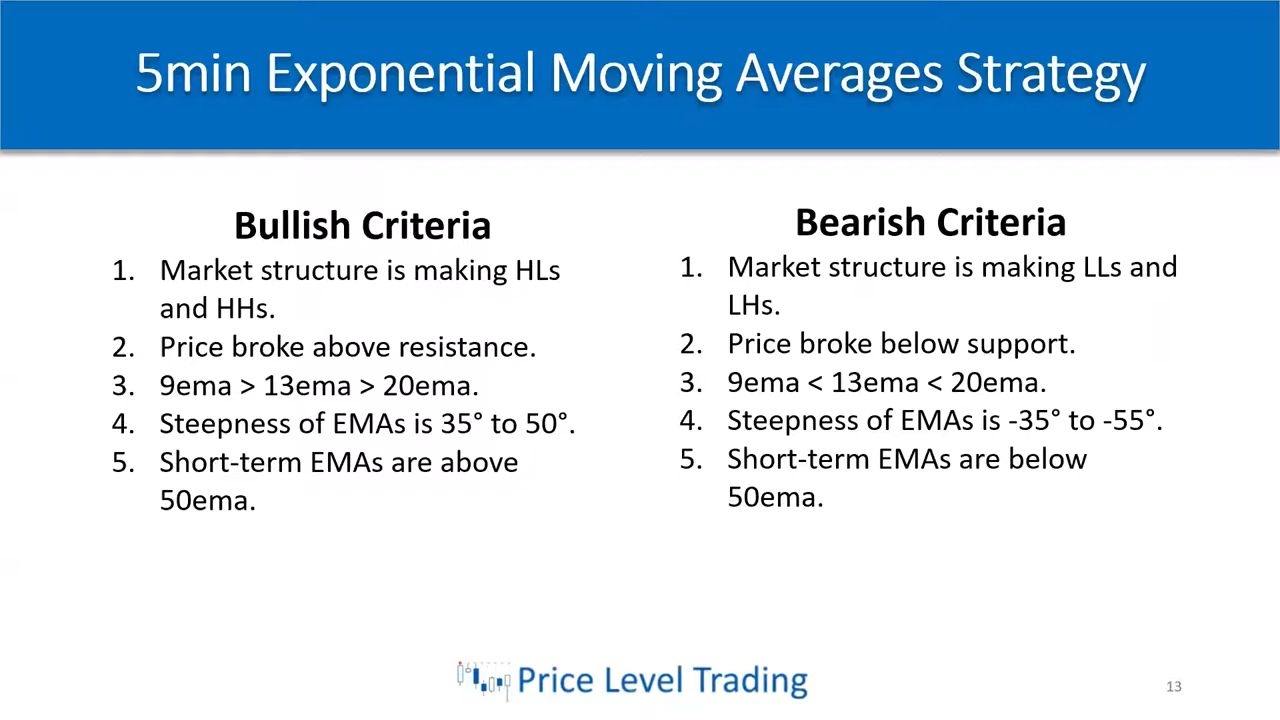 5min Exponential Moving Averages Strategy
Bullish Criteria
1. Market structure is making HLs
and HHs.
2. Price broke above resistance.
3. 9ema > 13ema > 20ema.
4. Steepness of EMAs is 35° to 50°.
5. Short-term EMAs are above
50ema.
Bearish Criteria
1. Market structure is making LLs and
LHs.
2. Price broke below support.
3. 9ema < 13ema < 20ema.
4. Steepness of EMAs is -35° to -55°.
5. Short-term EMAs are below
50ema.
Price Level Trading
13